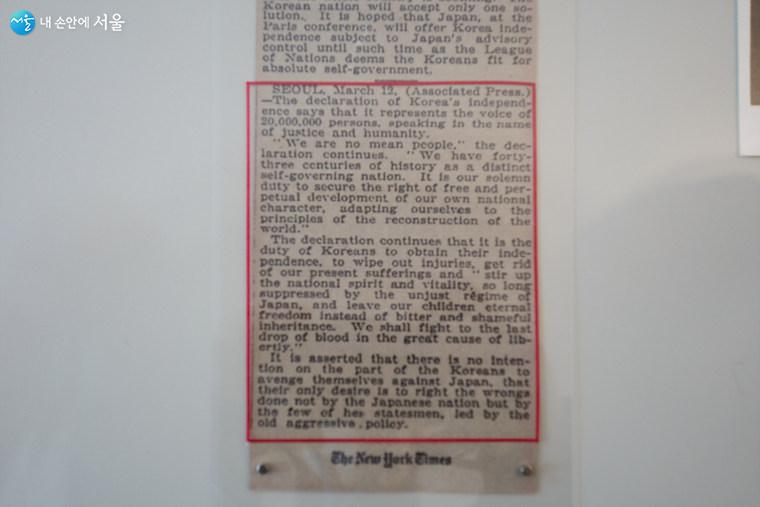 내 손안에 서울
Korean nation will accept only one so-
lution. It is hoped that Japan, at the
Paris conference, will offer Korea inde-
pendence subject to Japan's advisory
control until such time as the League
of Nations deems the Koreans fit for
absolute self-government.
SEOUL, March 12, (Associated Press.)
—The declaration of Korea's independ-
ence says that it represents the voice of
20,000,000 persons, speaking in the name
of justice and humanity.
"We are no mean people," the dec-
laration continues. "We have forty-
three centuries of history as a distinct
self-governing nation. It is our solemn
duty to secure the right of free and per-
petual development of our own national
character, adapting ourselves to the
principles of the reconstruction of the
world."
The declaration continues that it is the
duty of Koreans to obtain their inde-
pendence, to wipe out injuries, get rid
of our present sufferings and "stir up
the national spirit and vitality, so long
suppressed by the unjust régime of
Japan, and leave our children eternal
freedom instead of bitter and shameful
inheritance. We shall fight to the last
drop of blood in the great cause of lib-
erty."
It is asserted that there is no inten-
tion on the part of the Koreans to
avenge themselves against Japan, that
their only desire is to right the wrongs
done not by the Japanese nation but by
the few of her statesmen, led by the
old aggressive policy.
The New York Times